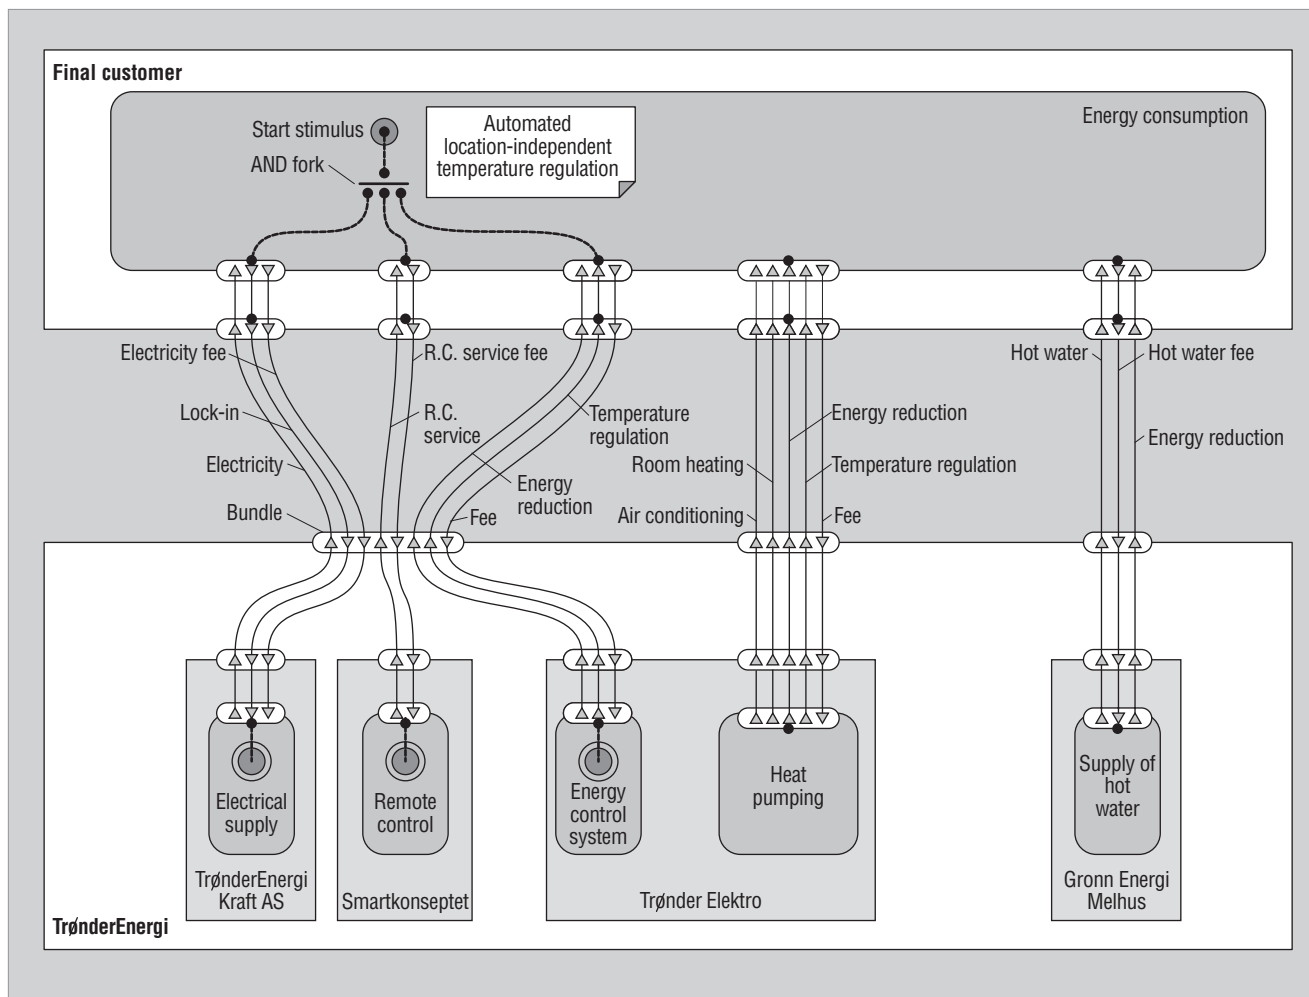 Final customer
Energy consumption
Start stimulus
AND fork
Automated
location-independent
temperature regulation
Electricity fee
R.C. service fee
Hot water
Hot water fee
Lock-in
R.C.
service
Temperature
regulation
Energy reduction
Energy reduction
Electricity
Room heating
Temperature regulation
Energy
reduction
Bundle
Fee
Air conditioning
Fee
Electrical
supply
Remote
control
Energy
control
system
Heat
pumping
Supply of
hot
water
TrønderEnergi
Kraft AS
Smartkonseptet
Trønder Elektro
Gronn Energi
Melhus
TrønderEnergi